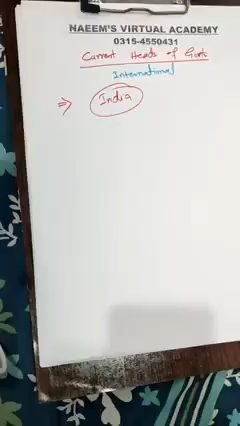 NAEEM'S VIRTUAL ACADEMY
0315-4550431
Current Heads of Govts
International
⇒ India